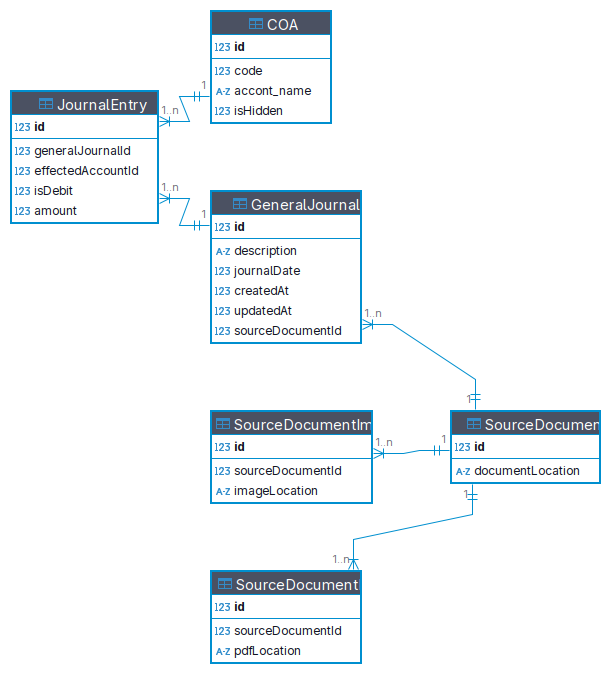 COA
123 id
123 code
A-Z accont_name
123 isHidden
1
1..n
JournalEntry
123 id
123 generalJournalId
123 effectedAccountId
123 isDebit
123 amount
1..n
1
GeneralJournal
123 id
A-Z description
123 journalDate
123 createdAt
123 updatedAt
123 sourceDocumentId
1..n
1
SourceDocumentIm
123 id
123 sourceDocumentId
A-Z imageLocation
1..n
1
SourceDocumen
123 id
A-Z documentLocation
1
1..n
SourceDocument
123 id
123 sourceDocumentId
A-Z pdfLocation